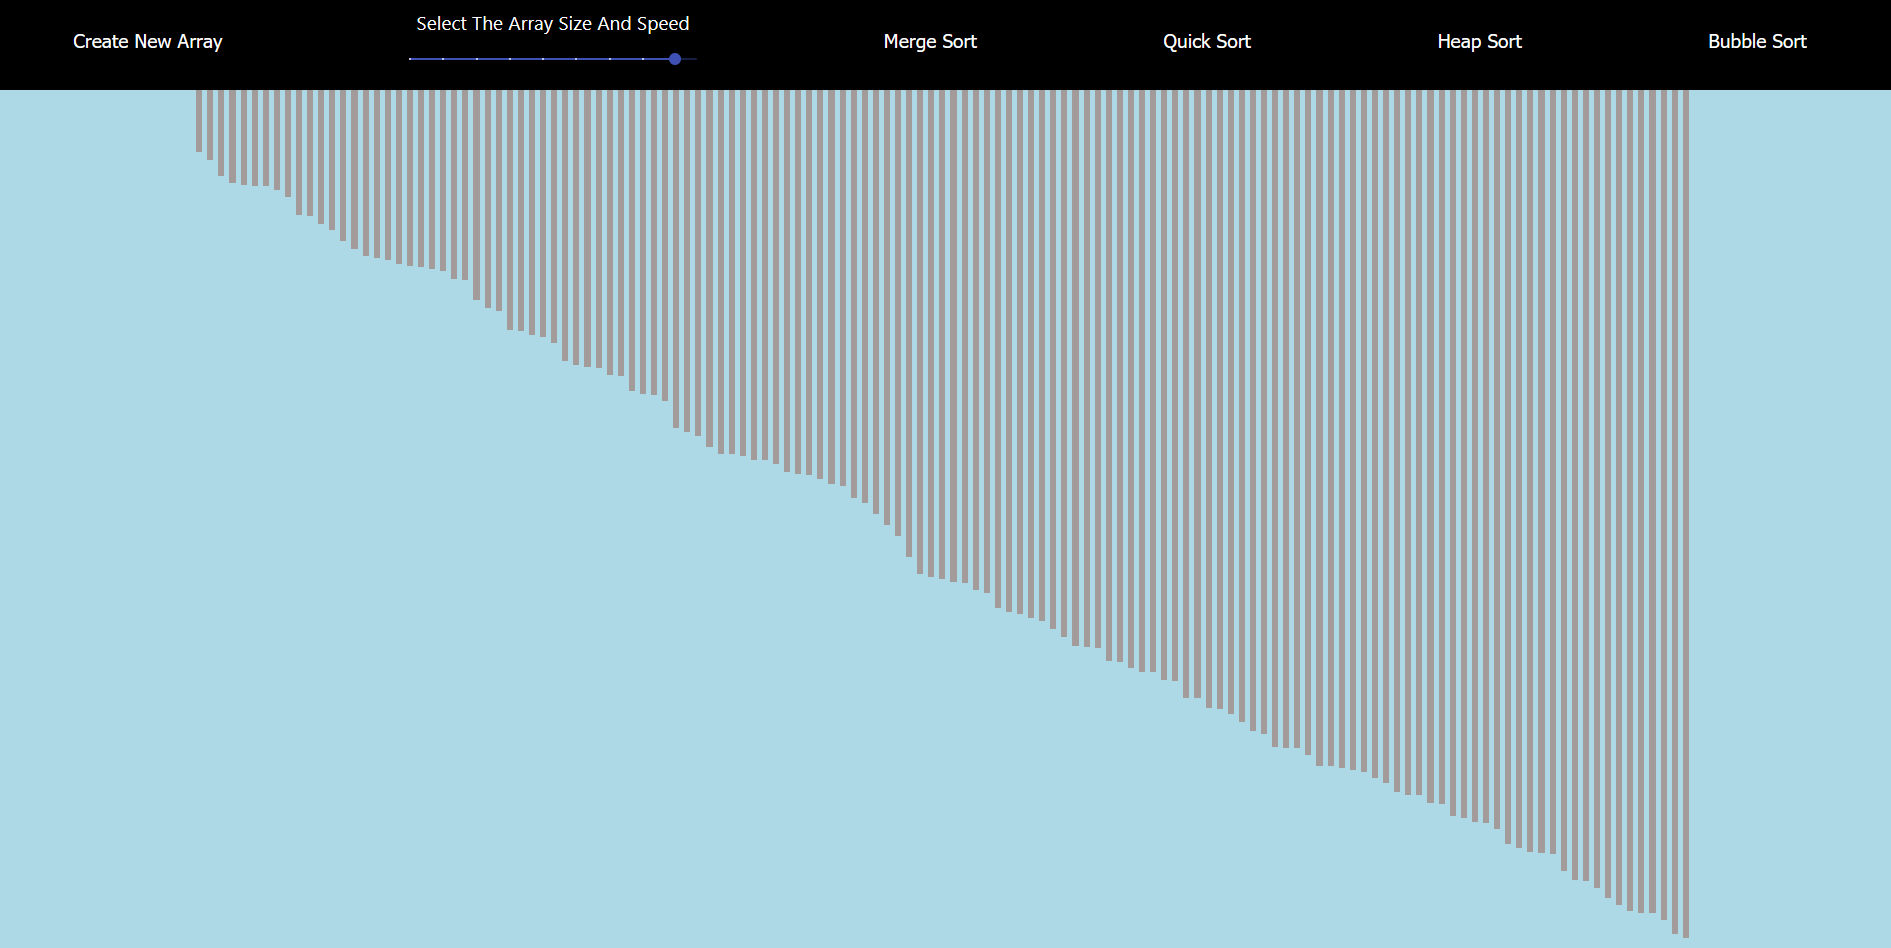 Create New Array
Select The Array Size And Speed
Merge Sort
Quick Sort
Heap Sort
Bubble Sort